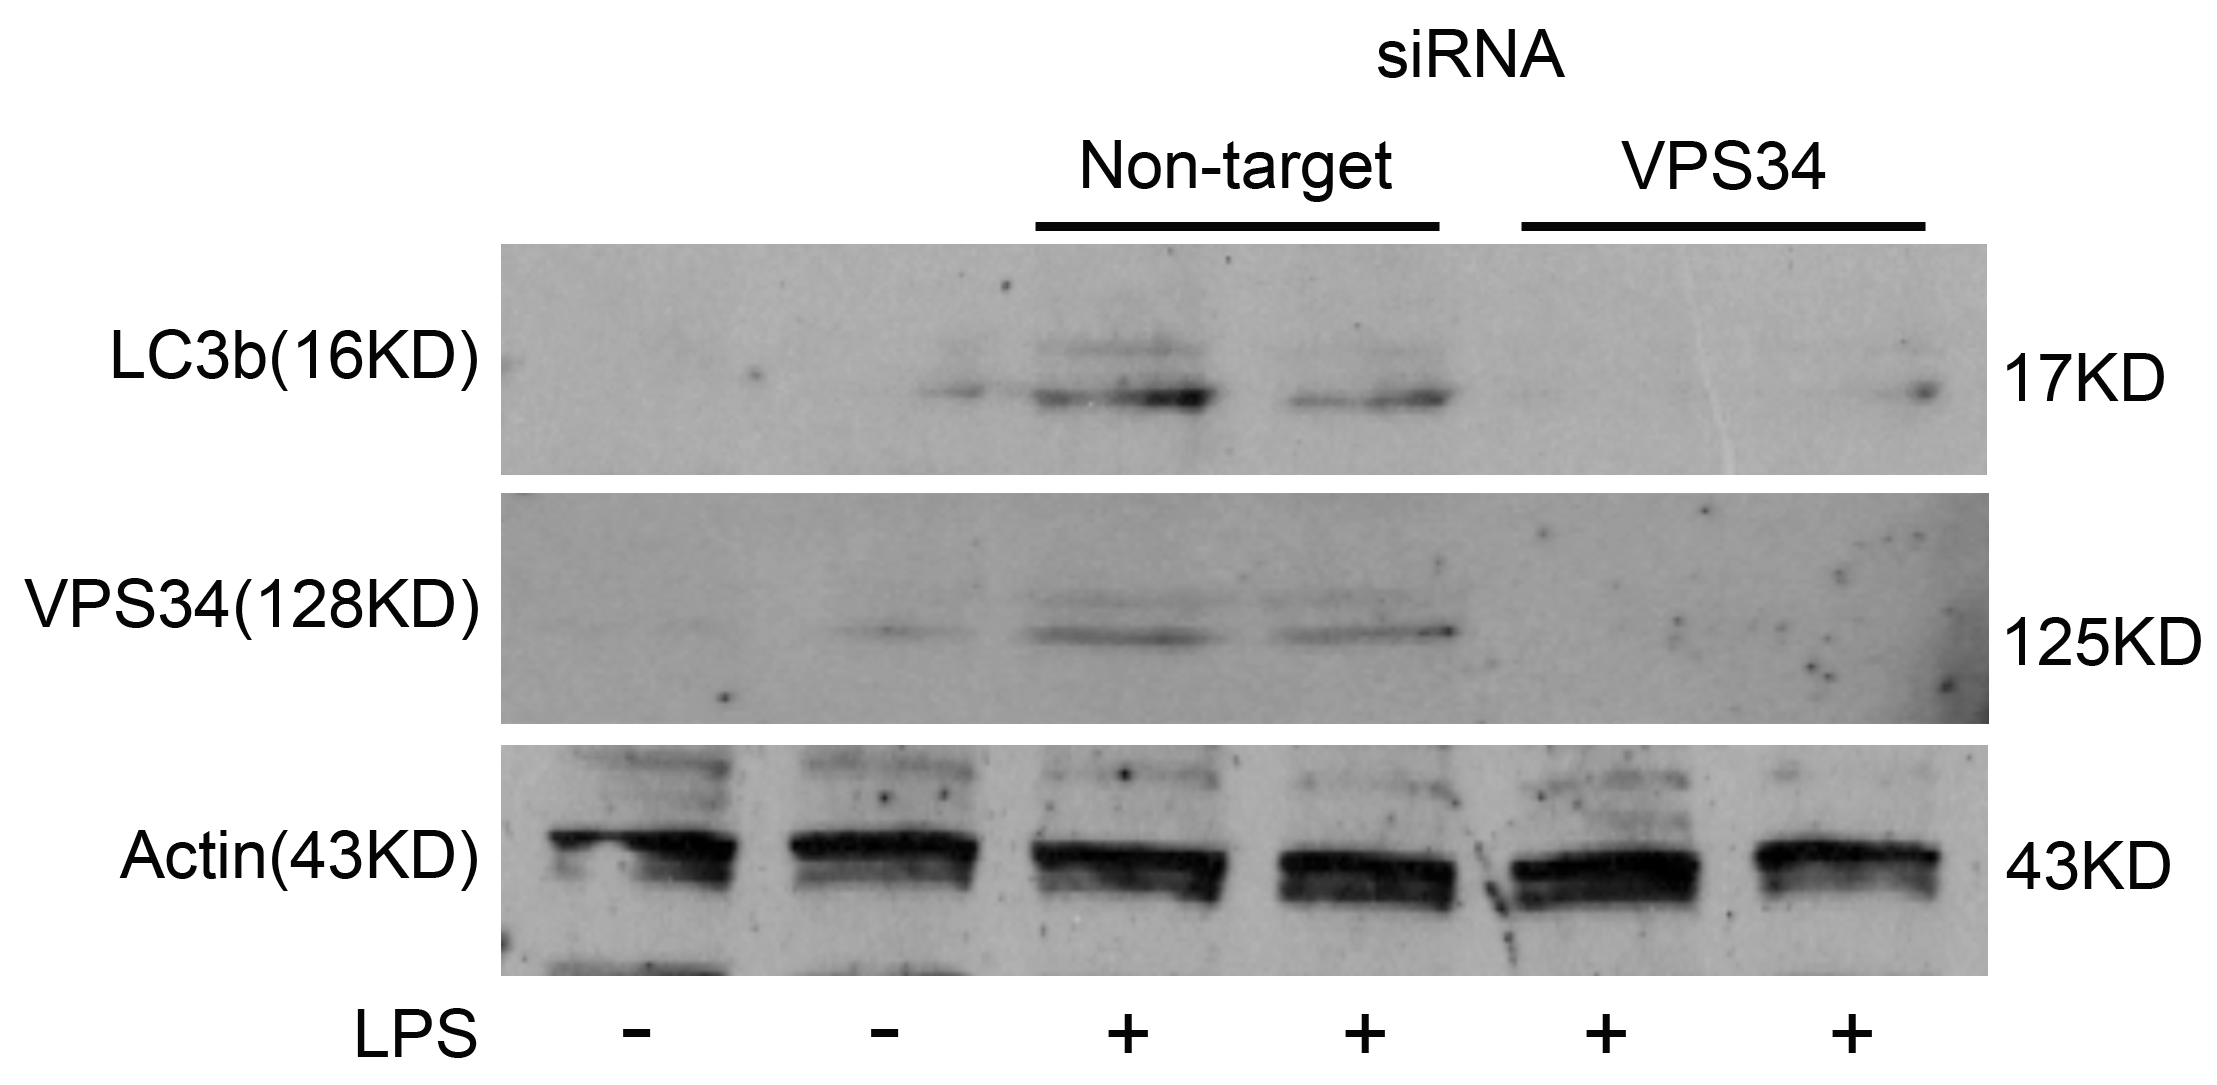 siRNA
Non-target VPS34
LC3b(16KD) 17KD
VPS34(128KD) 125KD
Actin(43KD) 43KD
LPS - - + + + +